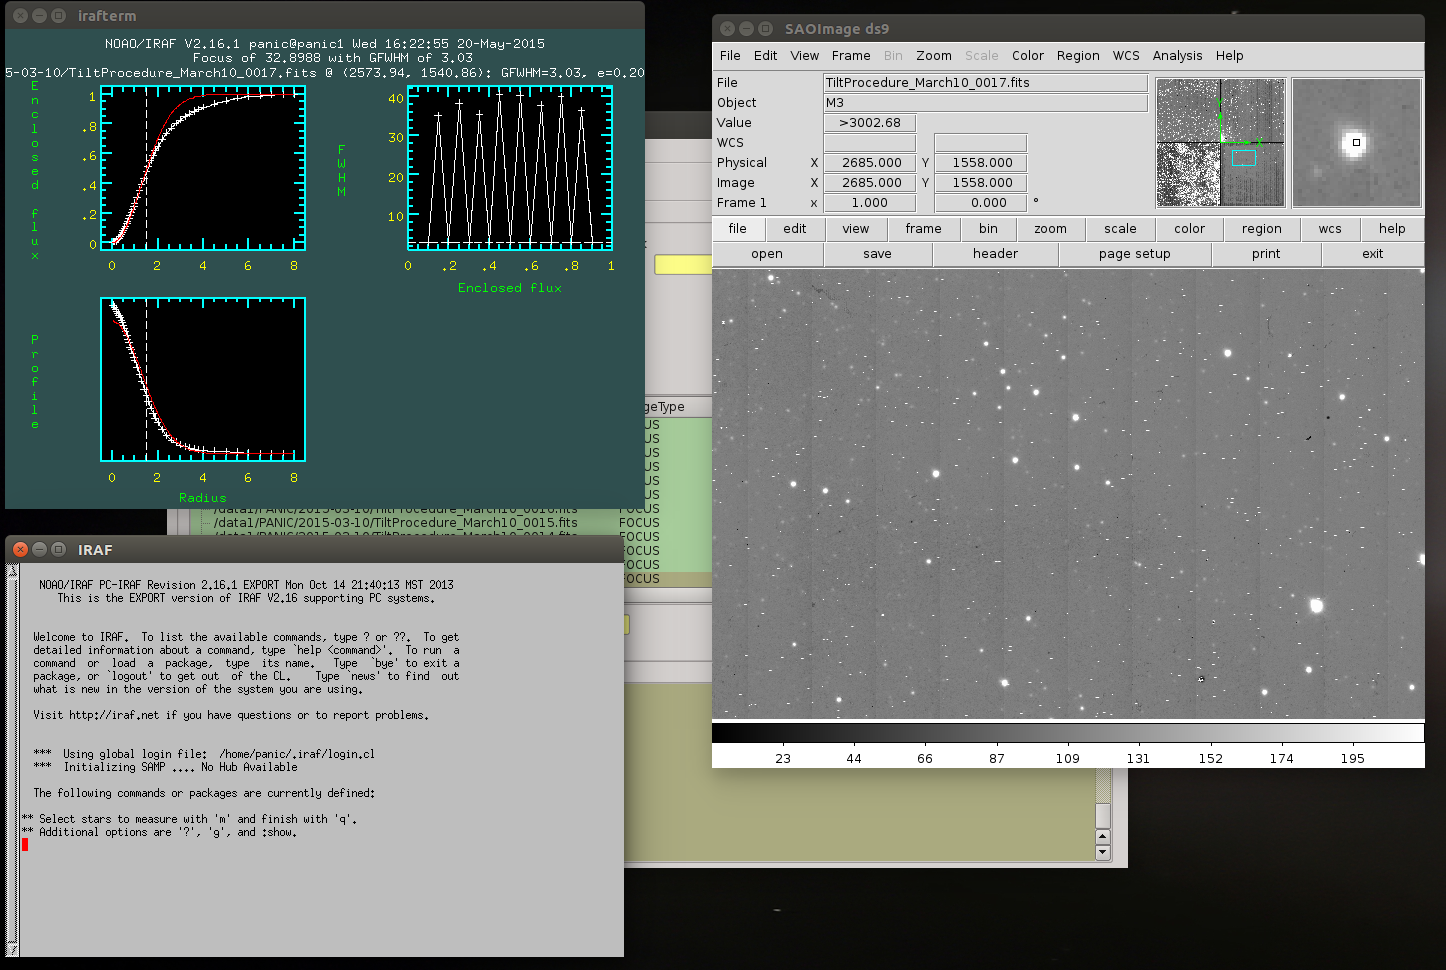 irafterm
NOAO/IRAF V2.16.1 panic@panic1 Wed 16:22:55 20-May-2015
Focus of 32.8988 with GFWHM of 3.03
5-03-10/TiltProcedure_March10_0017.fits @ (2573.94, 1540.86): GFWHM=3.03, e=0.20
Enclosed flux
1
.8
.6
.4
.2
0
0 2 4 6 8
FWHM
40
30
20
10
0 .2 .4 .6 .8 1
Enclosed flux
Profile
0 2 4 6 8
Radius
SAOImage ds9
File Edit View Frame Bin Zoom Scale Color Region WCS Analysis Help
File TiltProcedure_March10_0017.fits
Object M3
Value >3002.68
WCS
Physical X 2685.000 Y 1558.000
Image X 2685.000 Y 1558.000
Frame 1 x 1.000 0.000 °
Y
X
file edit view frame bin zoom scale color region wcs help
open save header page setup print exit
23 44 66 87 109 131 152 174 195
geType
CUS
CUS
CUS
CUS
CUS
CUS
CUS
/data1/PANIC/2015-03-10/TiltProcedure_March10_0016.fits FOCUS
/data1/PANIC/2015-03-10/TiltProcedure_March10_0015.fits FOCUS
/data1/PANIC/2015-03-10/TiltProcedure_March10_0014.fits FOCUS
FOCUS
FOCUS
FOCUS
IRAF
NOAO/IRAF PC-IRAF Revision 2.16.1 EXPORT Mon Oct 14 21:40:13 MST 2013
This is the EXPORT version of IRAF V2.16 supporting PC systems.
Welcome to IRAF. To list the available commands, type ? or ??. To get
detailed information about a command, type `help <command>'. To run a
command or load a package, type its name. Type `bye' to exit a
package, or `logout' to get out of the CL. Type `news' to find out
what is new in the version of the system you are using.
Visit http://iraf.net if you have questions or to report problems.
*** Using global login file: /home/panic/.iraf/login.cl
*** Initializing SAMP .... No Hub Available
The following commands or packages are currently defined:
** Select stars to measure with 'm' and finish with 'q'.
** Additional options are '?', 'g', and :show.